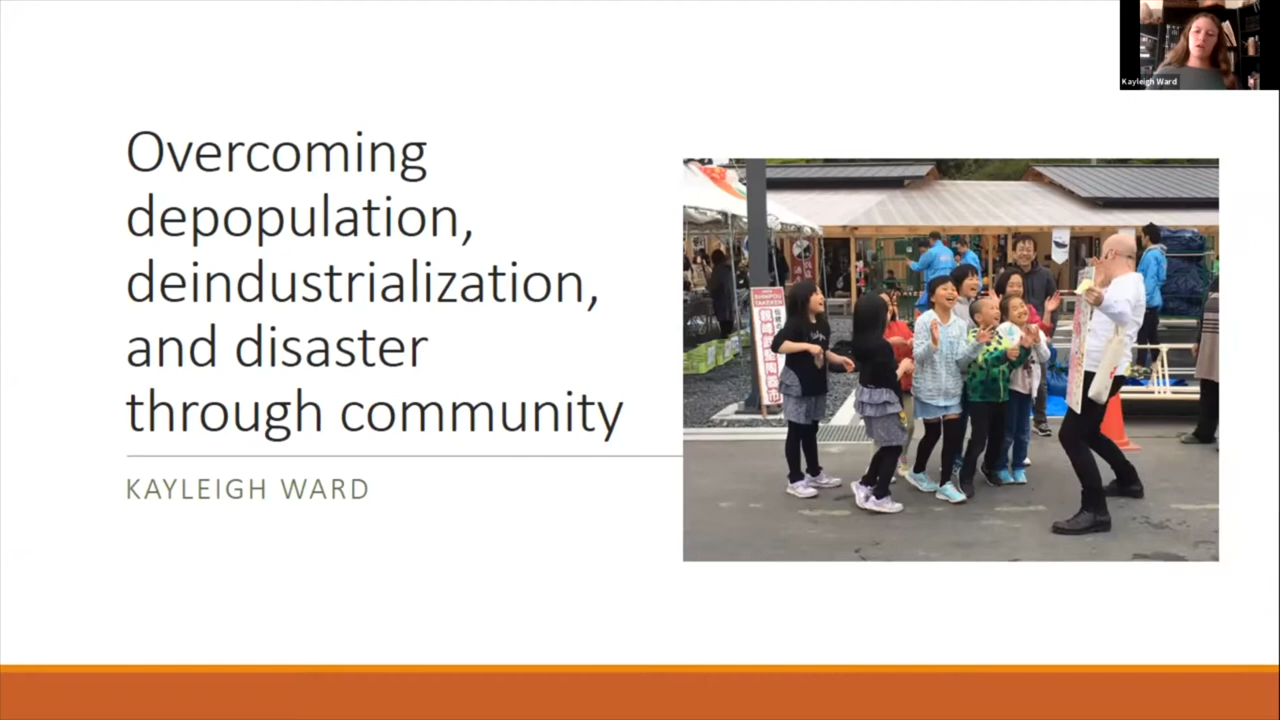 Kayleigh Ward
Overcoming
depopulation,
deindustrialization,
and disaster
through community
KAYLEIGH WARD